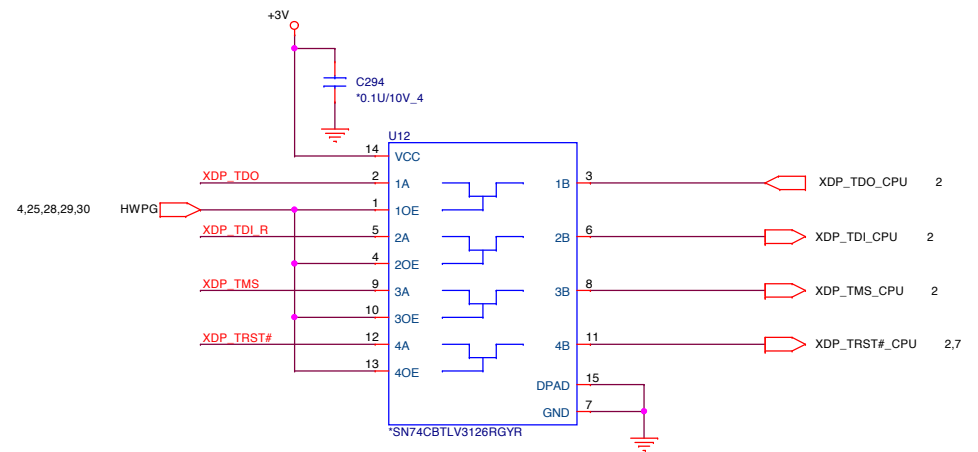 +3V
C294
*0.1U/10V_4
U12
14 VCC
XDP_TDO 2 1A 1B 3 XDP_TDO_CPU 2
4,25,28,29,30 HWPG 1 1OE
XDP_TDI_R 5 2A 2B 6 XDP_TDI_CPU 2
4 2OE
XDP_TMS 9 3A 3B 8 XDP_TMS_CPU 2
10 3OE
XDP_TRST# 12 4A 4B 11 XDP_TRST#_CPU 2,7
13 4OE
DPAD 15
GND 7
*SN74CBTLV3126RGYR